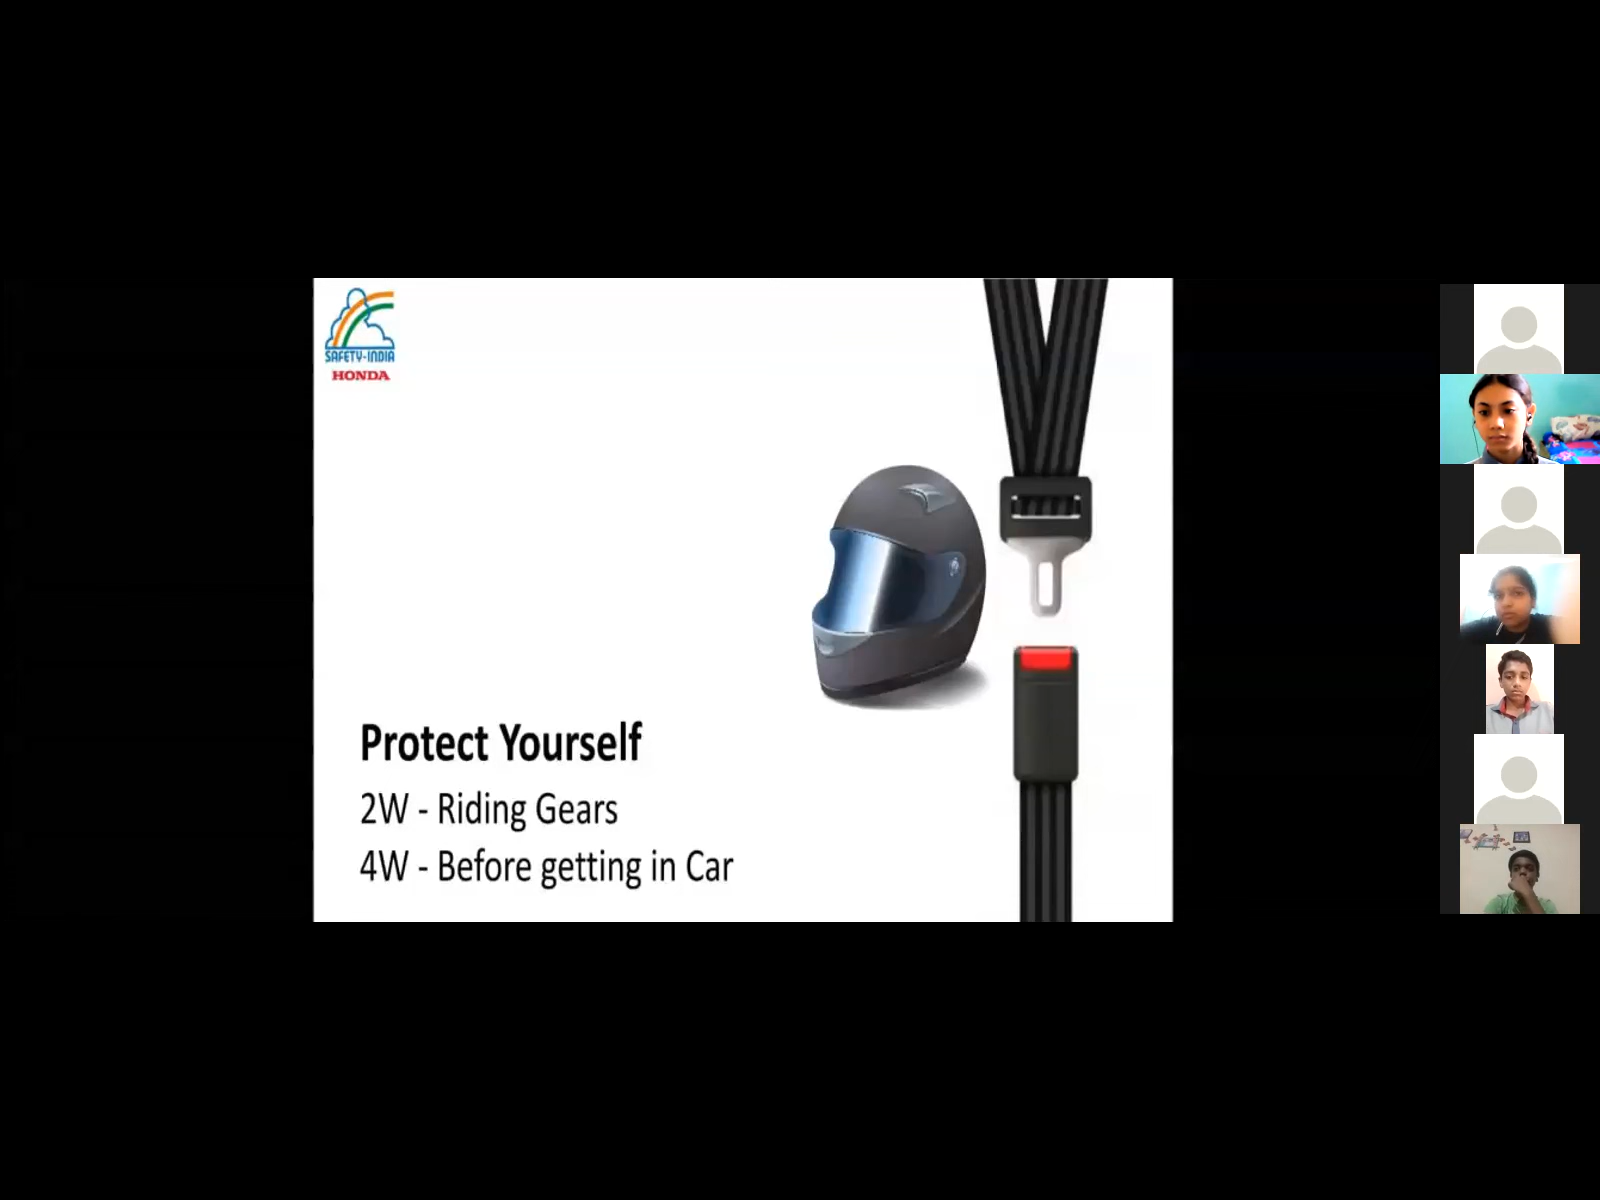 SAFETY-INDIA
HONDA
Protect Yourself
2W - Riding Gears
4W - Before getting in Car